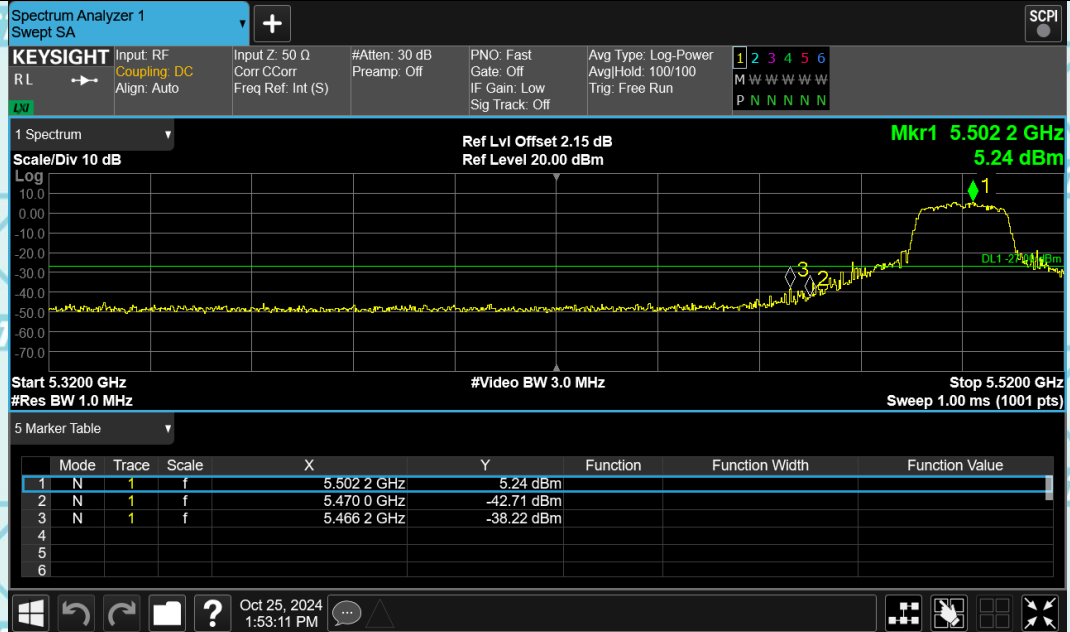 Spectrum Analyzer 1
Swept SA
+
SCPI
KEYSIGHT
RL
LXI
Input: RF
Coupling: DC
Align: Auto
Input Z: 50 Ω
Corr CCorr
Freq Ref: Int (S)
#Atten: 30 dB
Preamp: Off
PNO: Fast
Gate: Off
IF Gain: Low
Sig Track: Off
Avg Type: Log-Power
Avg|Hold: 100/100
Trig: Free Run
1 2 3 4 5 6
M W W W W W
P N N N N N
1 Spectrum
Scale/Div 10 dB
Ref Lvl Offset 2.15 dB
Ref Level 20.00 dBm
Mkr1 5.502 2 GHz
5.24 dBm
Log
10.0
0.00
-10.0
-20.0
-30.0
-40.0
-50.0
-60.0
-70.0
1
3
2
Start 5.3200 GHz
#Video BW 3.0 MHz
Stop 5.5200 GHz
#Res BW 1.0 MHz
Sweep 1.00 ms (1001 pts)
5 Marker Table
Mode Trace Scale X Y Function Function Width Function Value
1 N 1 f 5.502 2 GHz 5.24 dBm
2 N 1 f 5.470 0 GHz -42.71 dBm
3 N 1 f 5.466 2 GHz -38.22 dBm
4
5
6
?
Oct 25, 2024
1:53:11 PM